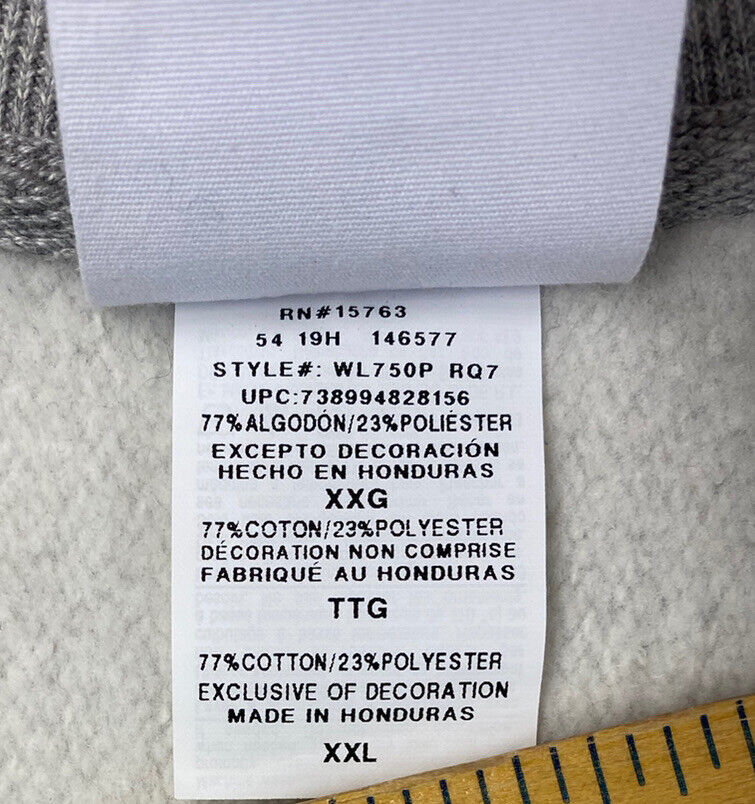 RN#15763
54 19H 146577
STYLE#: WL750P RQ7
UPC:738994828156
77%ALGODÓN/23%POLIÉSTER
EXCEPTO DECORACIÓN
HECHO EN HONDURAS
XXG
77%COTON/23%POLYESTER
DÉCORATION NON COMPRISE
FABRIQUÉ AU HONDURAS
TTG
77%COTTON/23%POLYESTER
EXCLUSIVE OF DECORATION
MADE IN HONDURAS
XXL